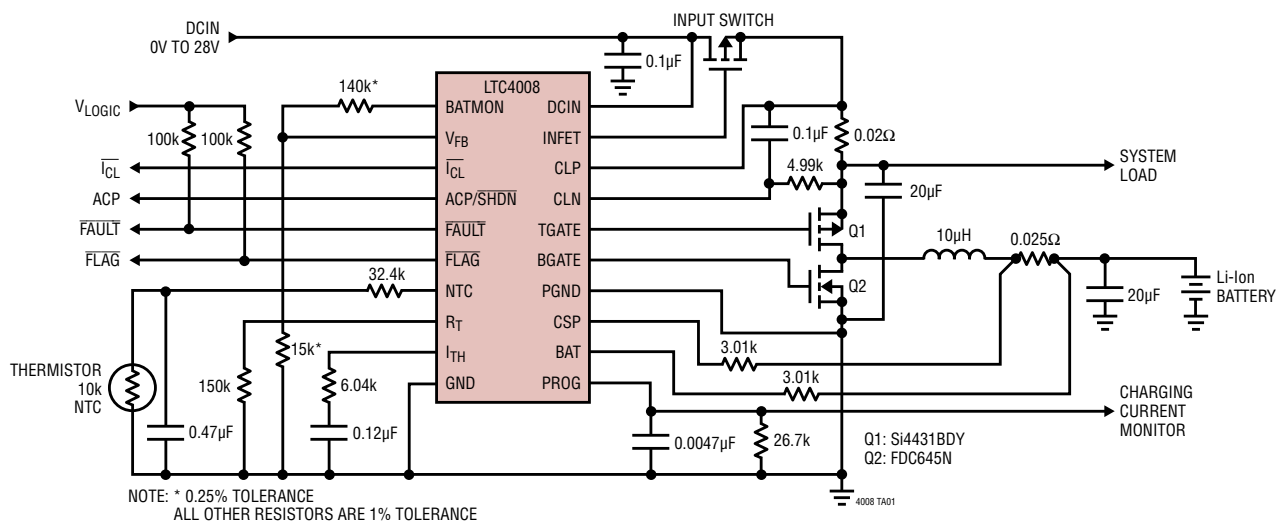 DCIN
0V TO 28V
INPUT SWITCH
0.1µF
140k*
LTC4008
V_LOGIC
100k
100k
BATMON
V_FB
I_CL
ACP/SHDN
FAULT
FLAG
NTC
R_T
I_TH
GND
DCIN
INFET
CLP
CLN
TGATE
BGATE
PGND
CSP
BAT
PROG
I_CL
ACP
FAULT
FLAG
0.1µF
0.02Ω
4.99k
SYSTEM
LOAD
20µF
Q1
10µH
0.025Ω
Q2
20µF
Li-Ion
BATTERY
32.4k
THERMISTOR
10k
NTC
150k
15k*
6.04k
0.47µF
0.12µF
3.01k
3.01k
CHARGING
CURRENT
MONITOR
0.0047µF
26.7k
Q1: Si4431BDY
Q2: FDC645N
4008 TA01
NOTE: * 0.25% TOLERANCE
ALL OTHER RESISTORS ARE 1% TOLERANCE